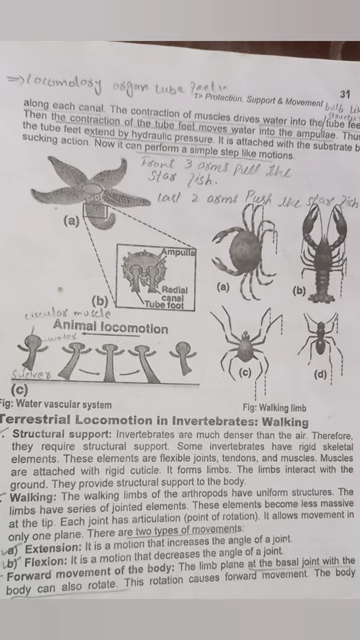 ⇒ Locomotory organ tube feet
1> Protection, Support & Movement 31
bulb like structure
along each canal. The contraction of muscles drives water into the tube fee
Then the contraction of the tube feet moves water into the ampullae. Thus
the tube feet extend by hydraulic pressure. It is attached with the substrate b
sucking action. Now it can perform a simple step like motions.
Front 3 arms pull the
star fish.
last 2 arms Push the star fish
(a)
Ampulla
Radial
canal
Tube foot
(b)
(a)
(b)
circular muscle
Animal locomotion
water
sucker
(c)
(c)
(d)
Fig: Water vascular system
Fig: Walking limb
Terrestrial Locomotion in Invertebrates: Walking
Structural support: Invertebrates are much denser than the air. Therefore,
they require structural support. Some invertebrates have rigid skeletal
elements. These elements are flexible joints, tendons, and muscles. Muscles
are attached with rigid cuticle. It forms limbs. The limbs interact with the
ground. They provide structural support to the body.
Walking: The walking limbs of the arthropods have uniform structures. The
limbs have series of jointed elements. These elements become less massive
at the tip. Each joint has articulation (point of rotation). It allows movement in
only one plane. There are two types of movements:
a) Extension: It is a motion that increases the angle of a joint.
b) Flexion: It is a motion that decreases the angle of a joint.
Forward movement of the body: The limb plane at the basal joint with the
body can also rotate. This rotation causes forward movement. The body